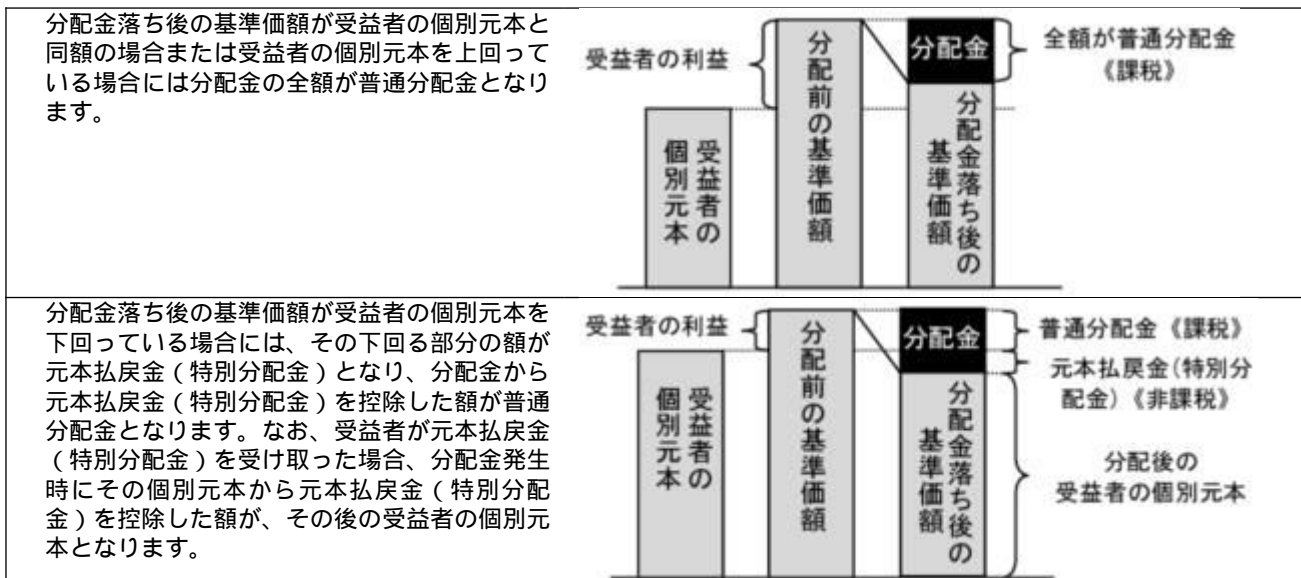 分配金落ち後の基準価額が受益者の個別元本と
同額の場合または受益者の個別元本を上回って
いる場合には分配金の全額が普通分配金となり
ます。
受益者の利益
受益者の
個別元本
分配前の基準価額
分配金
分配金落ち後の
基準価額
全額が普通分配金
《課税》
分配金落ち後の基準価額が受益者の個別元本を
下回っている場合には、その下回る部分の額が
元本払戻金(特別分配金)となり、分配金から
元本払戻金(特別分配金)を控除した額が普通
分配金となります。なお、受益者が元本払戻金
(特別分配金)を受け取った場合、分配金発生
時にその個別元本から元本払戻金(特別分配
金)を控除した額が、その後の受益者の個別元
本となります。
受益者の利益
受益者の
個別元本
分配前の基準価額
分配金
分配金落ち後の
基準価額
普通分配金《課税》
元本払戻金(特別分
配金)《非課税》
分配後の
受益者の個別元本